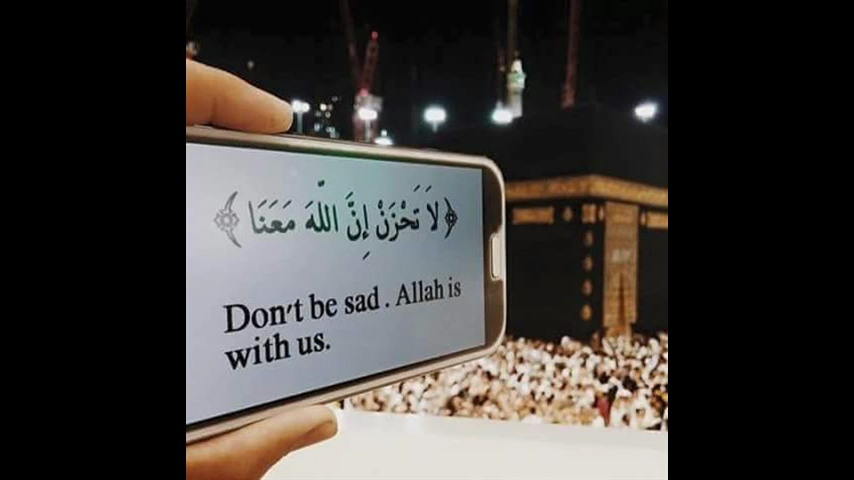 ﴿لَا تَحْزَنْ إِنَّ اللّٰهَ مَعَنَا﴾
Don't be sad . Allah is
with us.